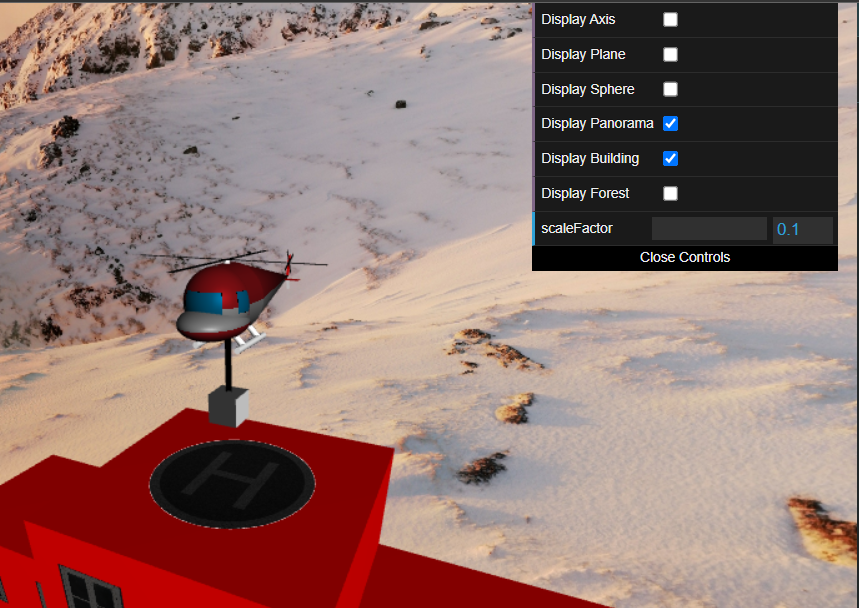 Display Axis
Display Plane
Display Sphere
Display Panorama
Display Building
Display Forest
scaleFactor 0.1
Close Controls
H